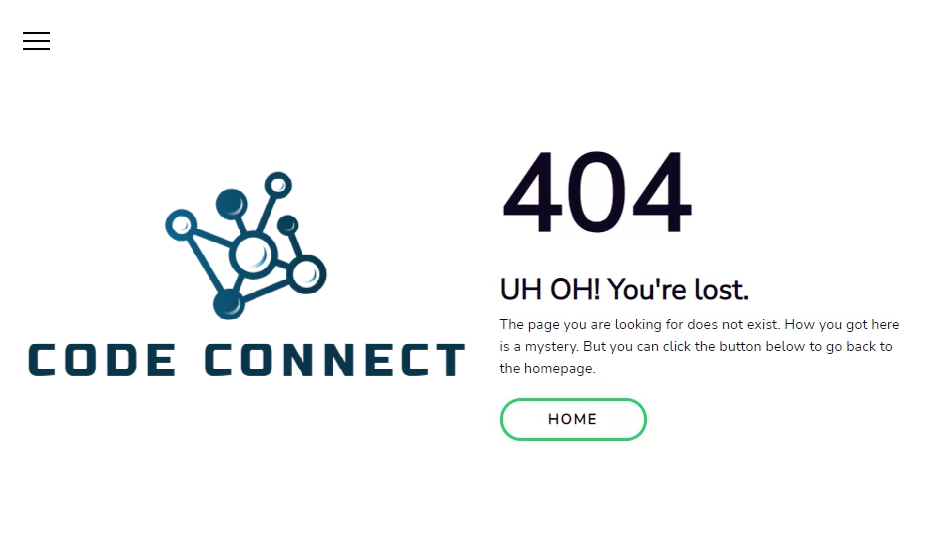 404
CODE CONNECT
UH OH! You're lost.
The page you are looking for does not exist. How you got here
is a mystery. But you can click the button below to go back to
the homepage.
HOME